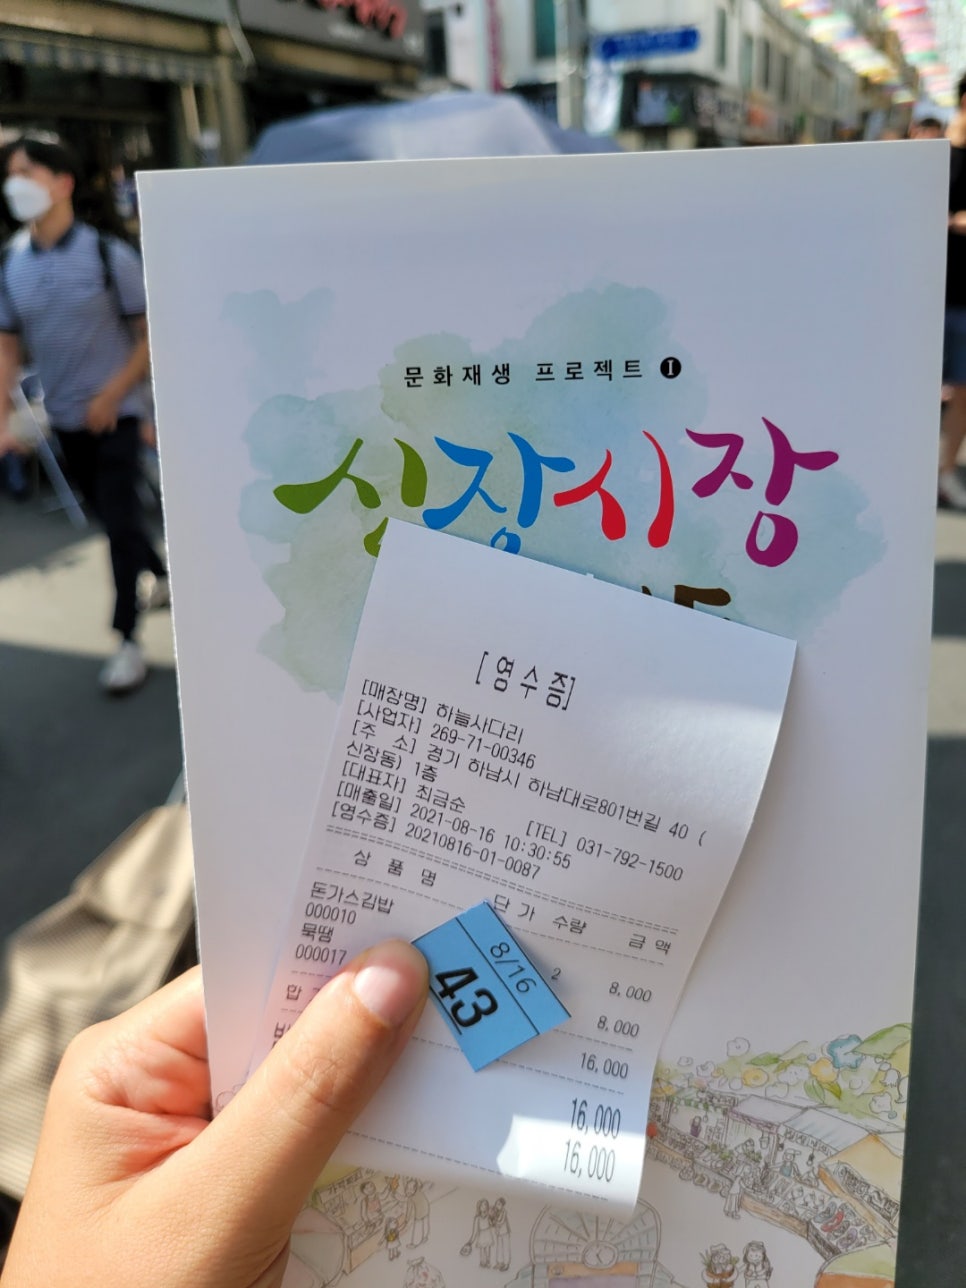 문화재생 프로젝트 I
신장시장
[영수증]
[매장명] 하늘사다리
[사업자] 269-71-00346
[주 소] 경기 하남시 하남대로801번길 40 (
신장동) 1층
[대표자] 최금순 [TEL] 031-792-1500
[매출일] 2021-08-16 10:30:55
[영수증] 20210816-01-0087
상 품 명 단 가 수량 금 액
돈가스김밥
000010 2 8,000
묵땡
000017 8,000
합 16,000
16,000
16,000
8/16
43